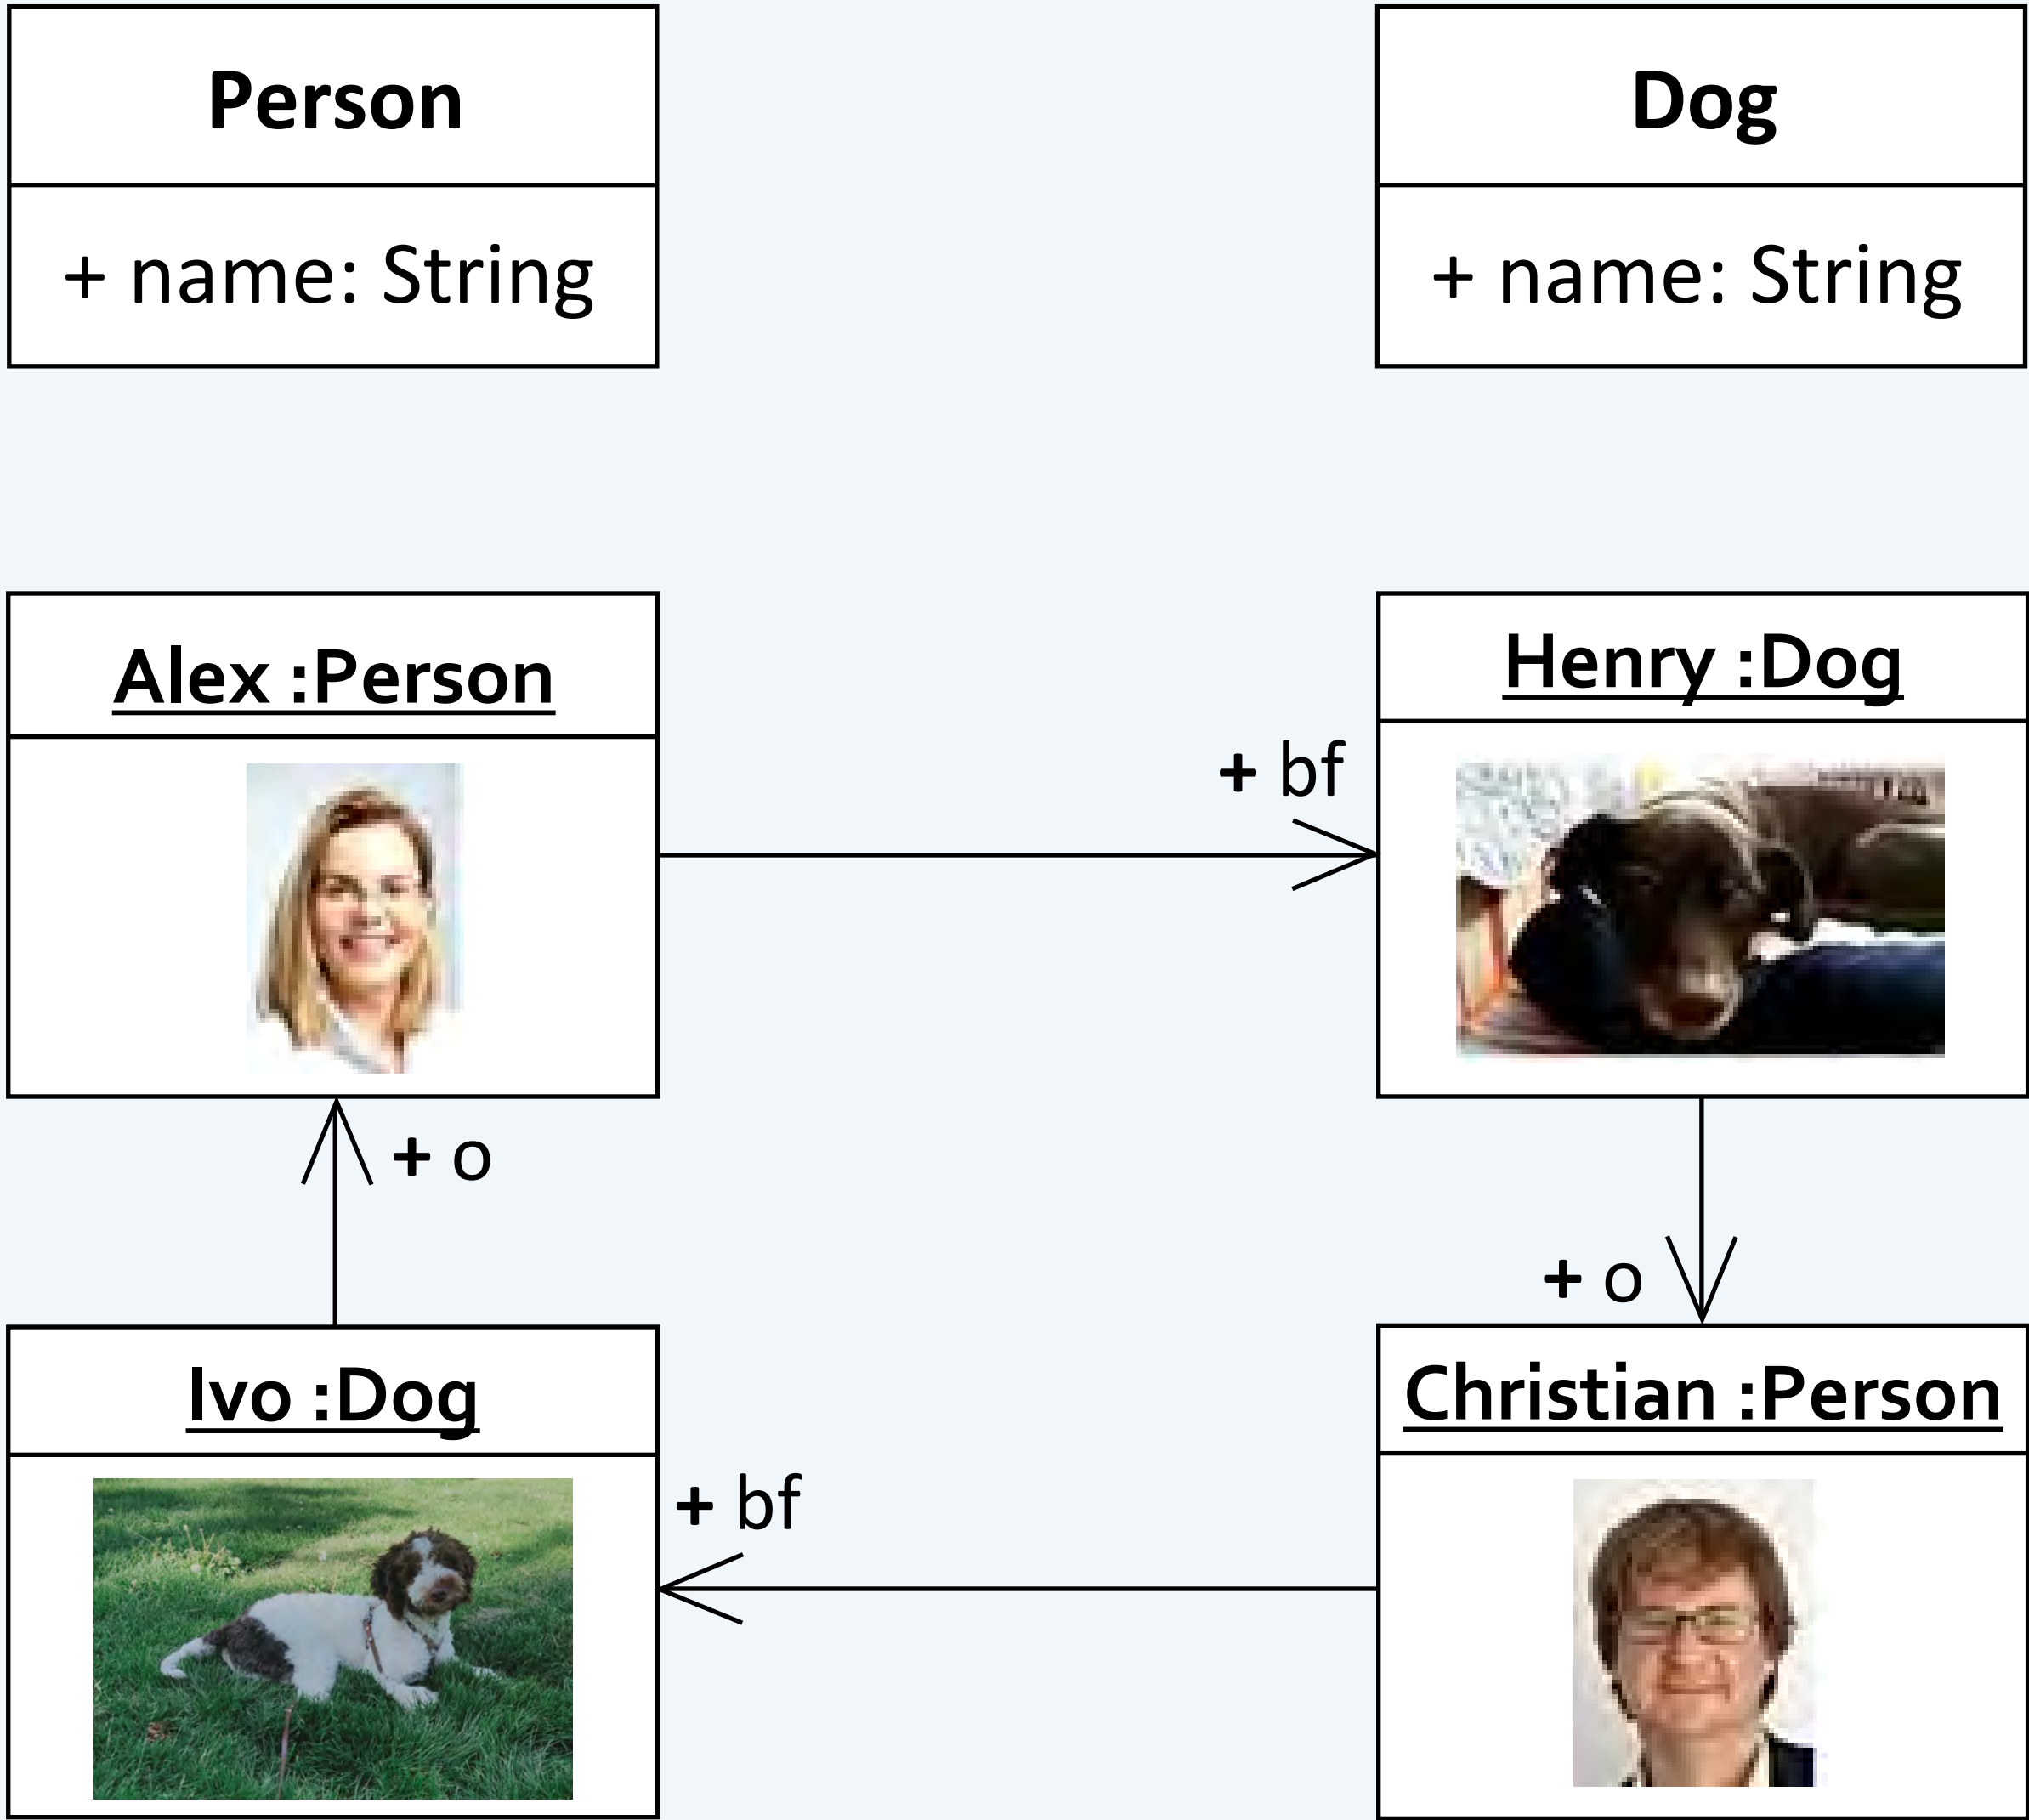 Person
+ name: String
Dog
+ name: String
Alex :Person
Henry :Dog
+ bf
+ o
+ o
Ivo :Dog
Christian :Person
+ bf